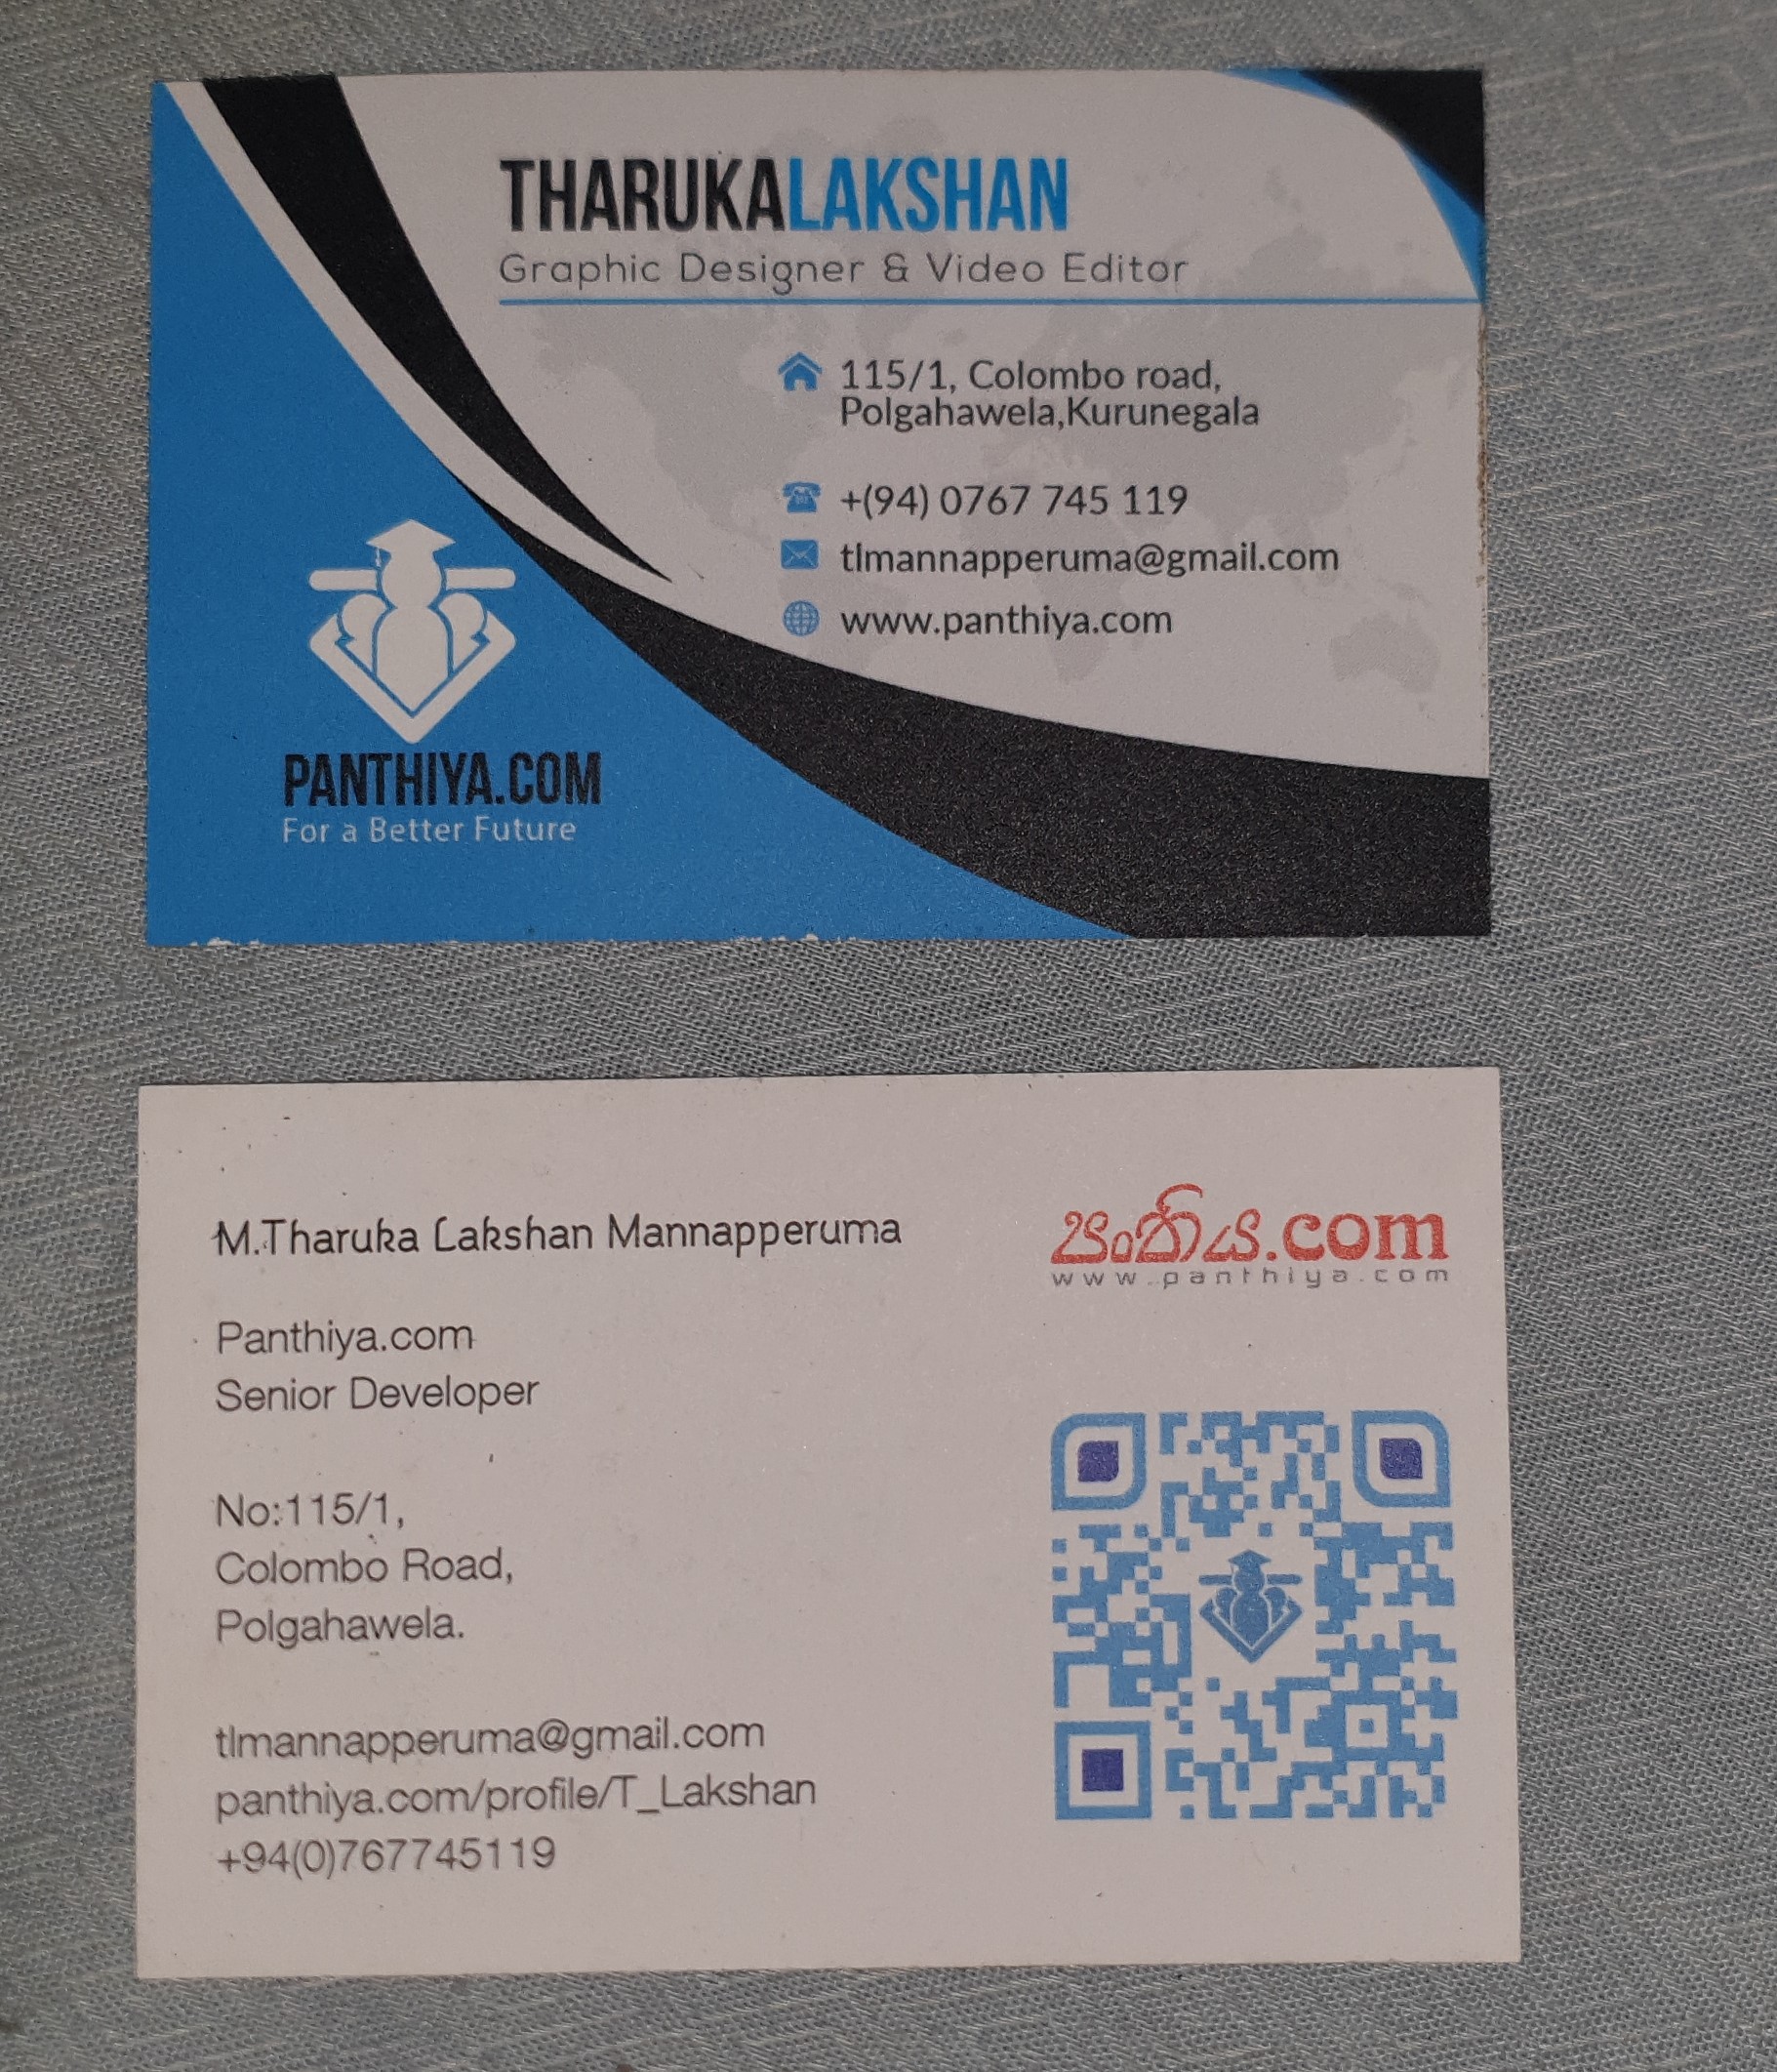 THARUKALAKSHAN
Graphic Designer & Video Editor
115/1, Colombo road,
Polgahawela,Kurunegala
+(94) 0767 745 119
tlmannapperuma@gmail.com
www.panthiya.com
PANTHIYA.COM
For a Better Future
M.Tharuka Lakshan Mannapperuma
Panthiya.com
Senior Developer
No:115/1,
Colombo Road,
Polgahawela.
tlmannapperuma@gmail.com
panthiya.com/profile/T_Lakshan
+94(0)767745119
පංතිය.com
www.panthiya.com